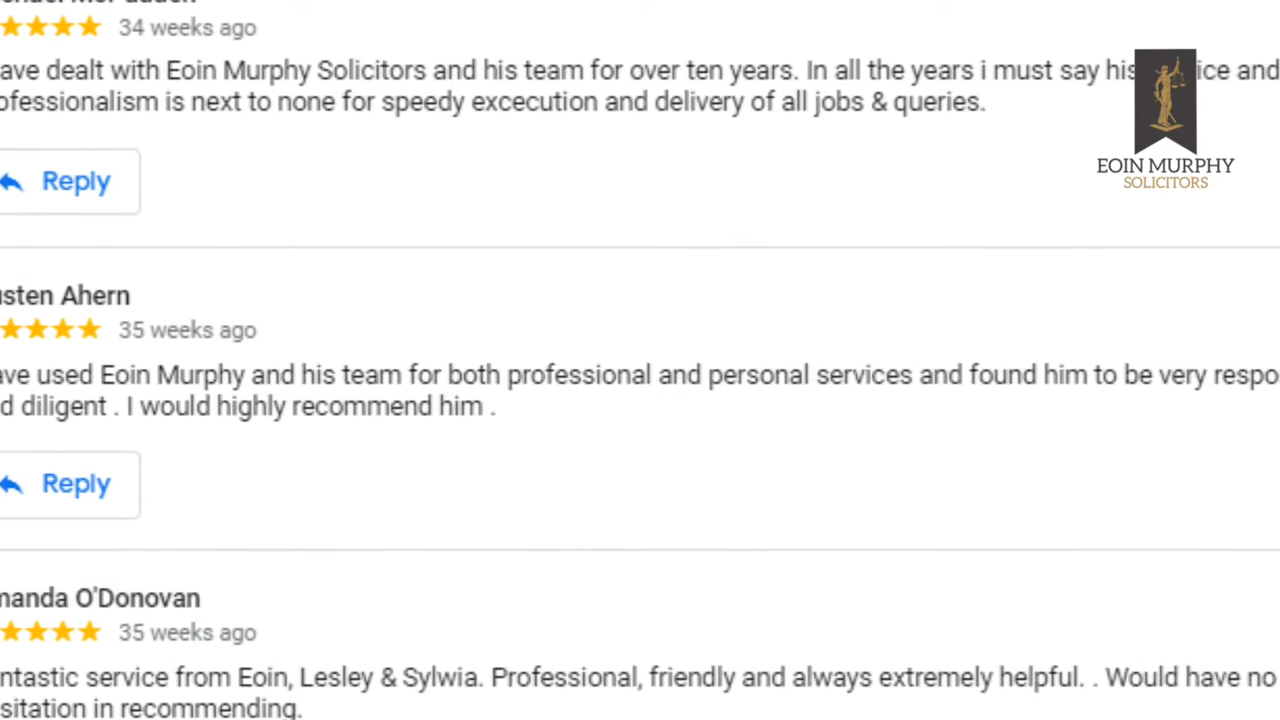 34 weeks ago
ave dealt with Eoin Murphy Solicitors and his team for over ten years. In all the years i must say his ice and
ofessionalism is next to none for speedy excecution and delivery of all jobs & queries.
EOIN MURPHY
SOLICITORS
Reply
sten Ahern
35 weeks ago
ave used Eoin Murphy and his team for both professional and personal services and found him to be very respo
d diligent . I would highly recommend him .
Reply
manda O'Donovan
35 weeks ago
ntastic service from Eoin, Lesley & Sylwia. Professional, friendly and always extremely helpful. . Would have no
sitation in recommending.